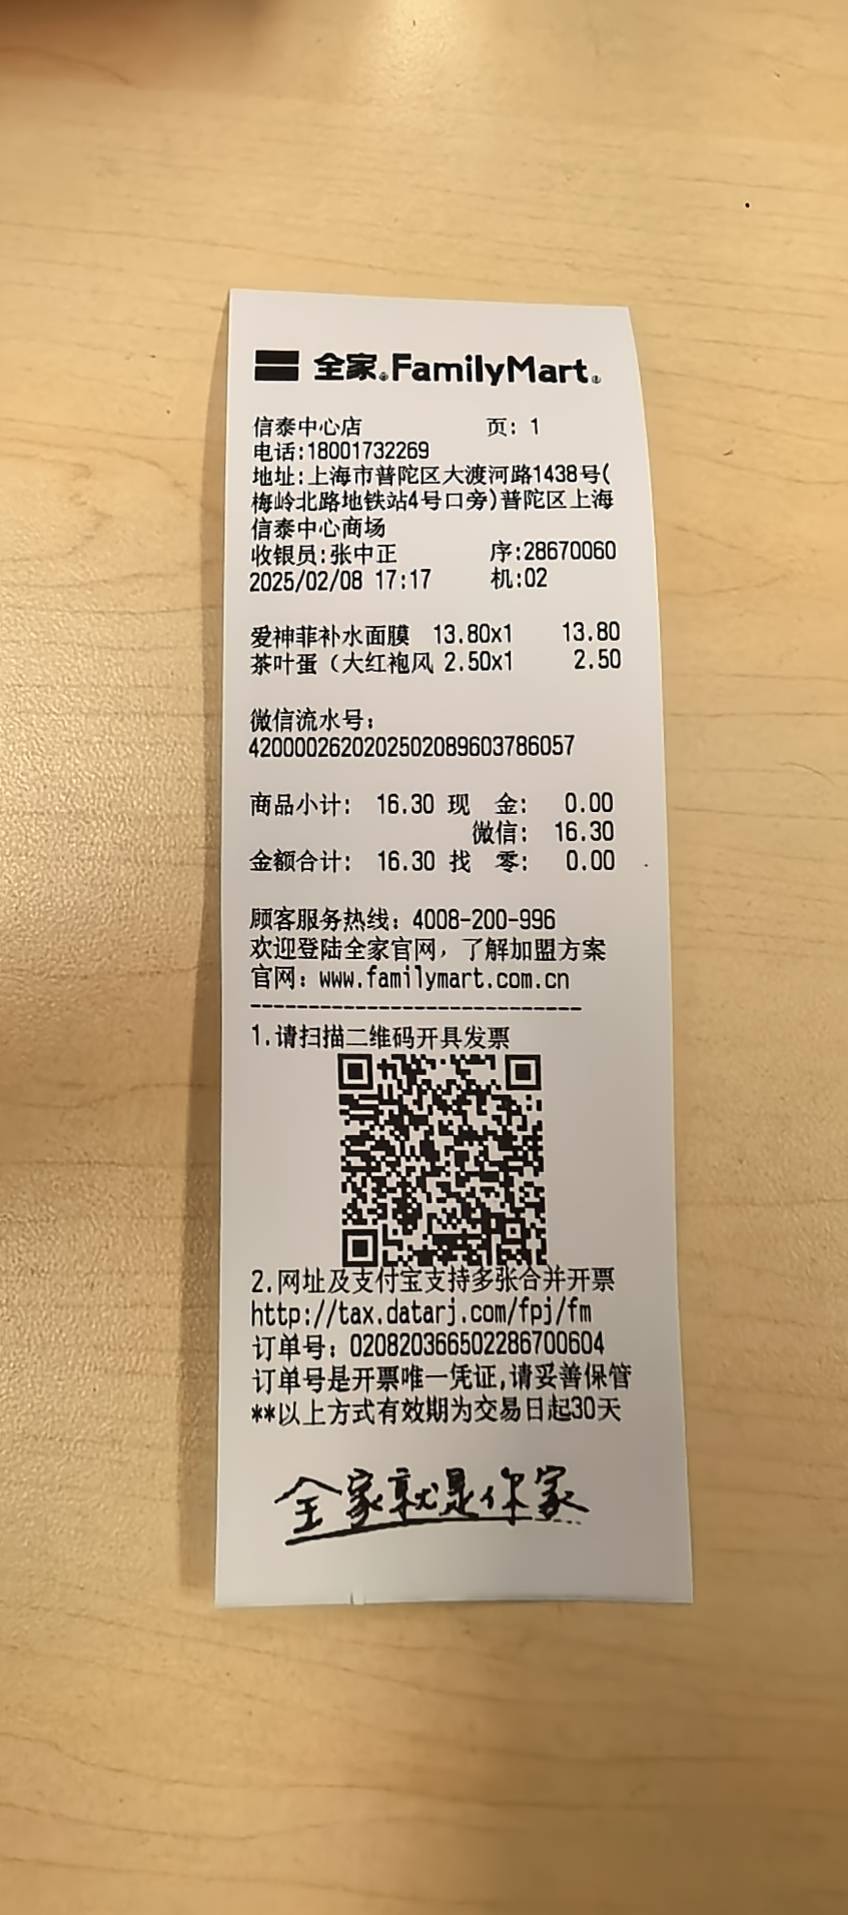 全家 FamilyMart
信泰中心店 页: 1
电话:18001732269
地址:上海市普陀区大渡河路1438号(
梅岭北路地铁站4号口旁)普陀区上海
信泰中心商场
收银员:张中正 序:28670060
2025/02/08 17:17 机:02
爱神菲补水面膜 13.80x1 13.80
茶叶蛋（大红袍风 2.50x1 2.50
微信流水号:
4200002620202502089603786057
商品小计: 16.30 现 金: 0.00
微信: 16.30
金额合计: 16.30 找 零: 0.00
顾客服务热线: 4008-200-996
欢迎登陆全家官网，了解加盟方案
官网: www.familymart.com.cn
----------------------------
1.请扫描二维码开具发票
2.网址及支付宝支持多张合并开票
http://tax.datarj.com/fpj/fm
订单号: 0208203665022867006​04
订单号是开票唯一凭证,请妥善保管
**以上方式有效期为交易日起30天
全家就是你家